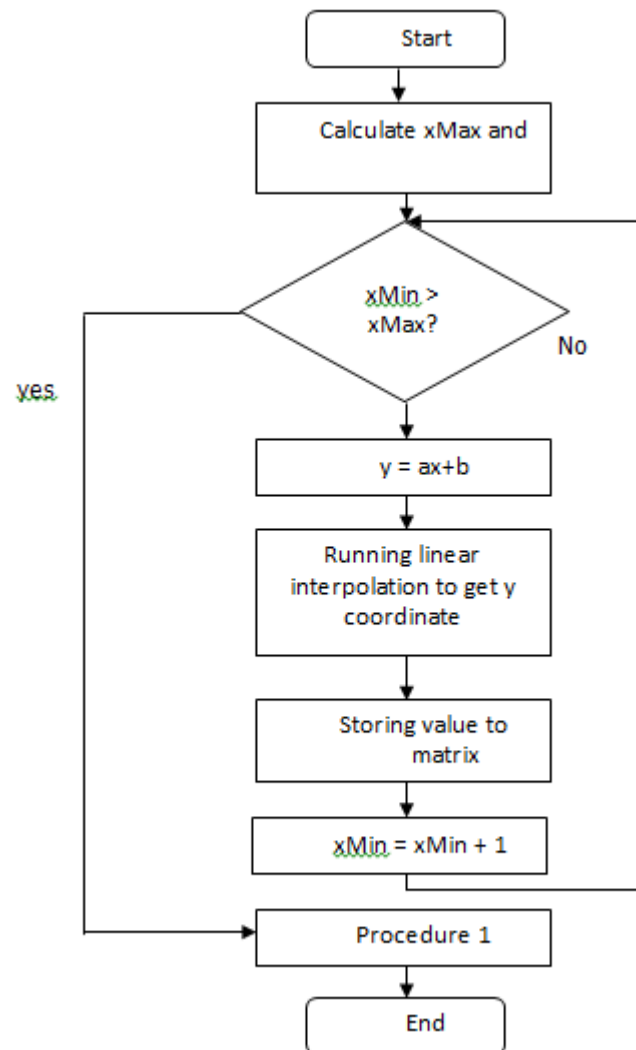 Start
Calculate xMax and
xMin >
xMax?
No
yes
y = ax+b
Running linear
interpolation to get y
coordinate
Storing value to
matrix
xMin = xMin + 1
Procedure 1
End